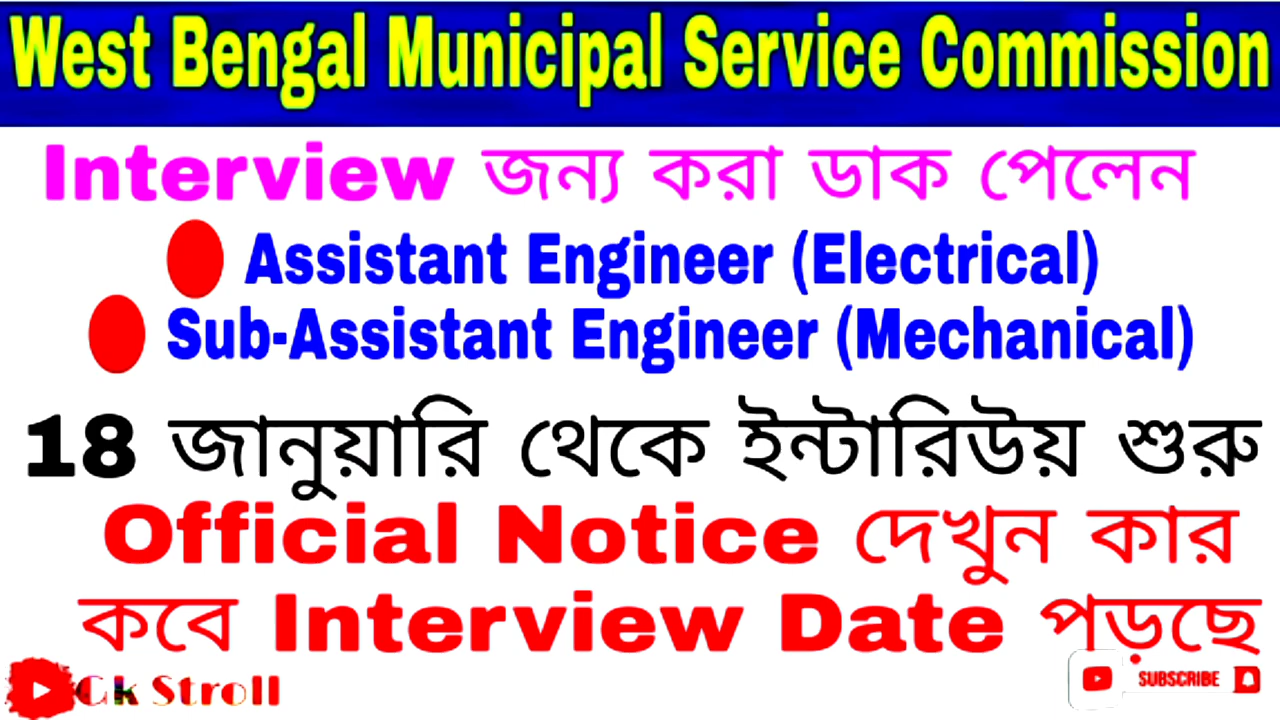 West Bengal Municipal Service Commission
Interview জন্য করা ডাক পেলেন
Assistant Engineer (Electrical)
Sub-Assistant Engineer (Mechanical)
18 জানুয়ারি থেকে ইন্টারিউয় শুরু
Official Notice দেখুন কার
কবে Interview Date পড়ছে
Gk Stroll
SUBSCRIBE